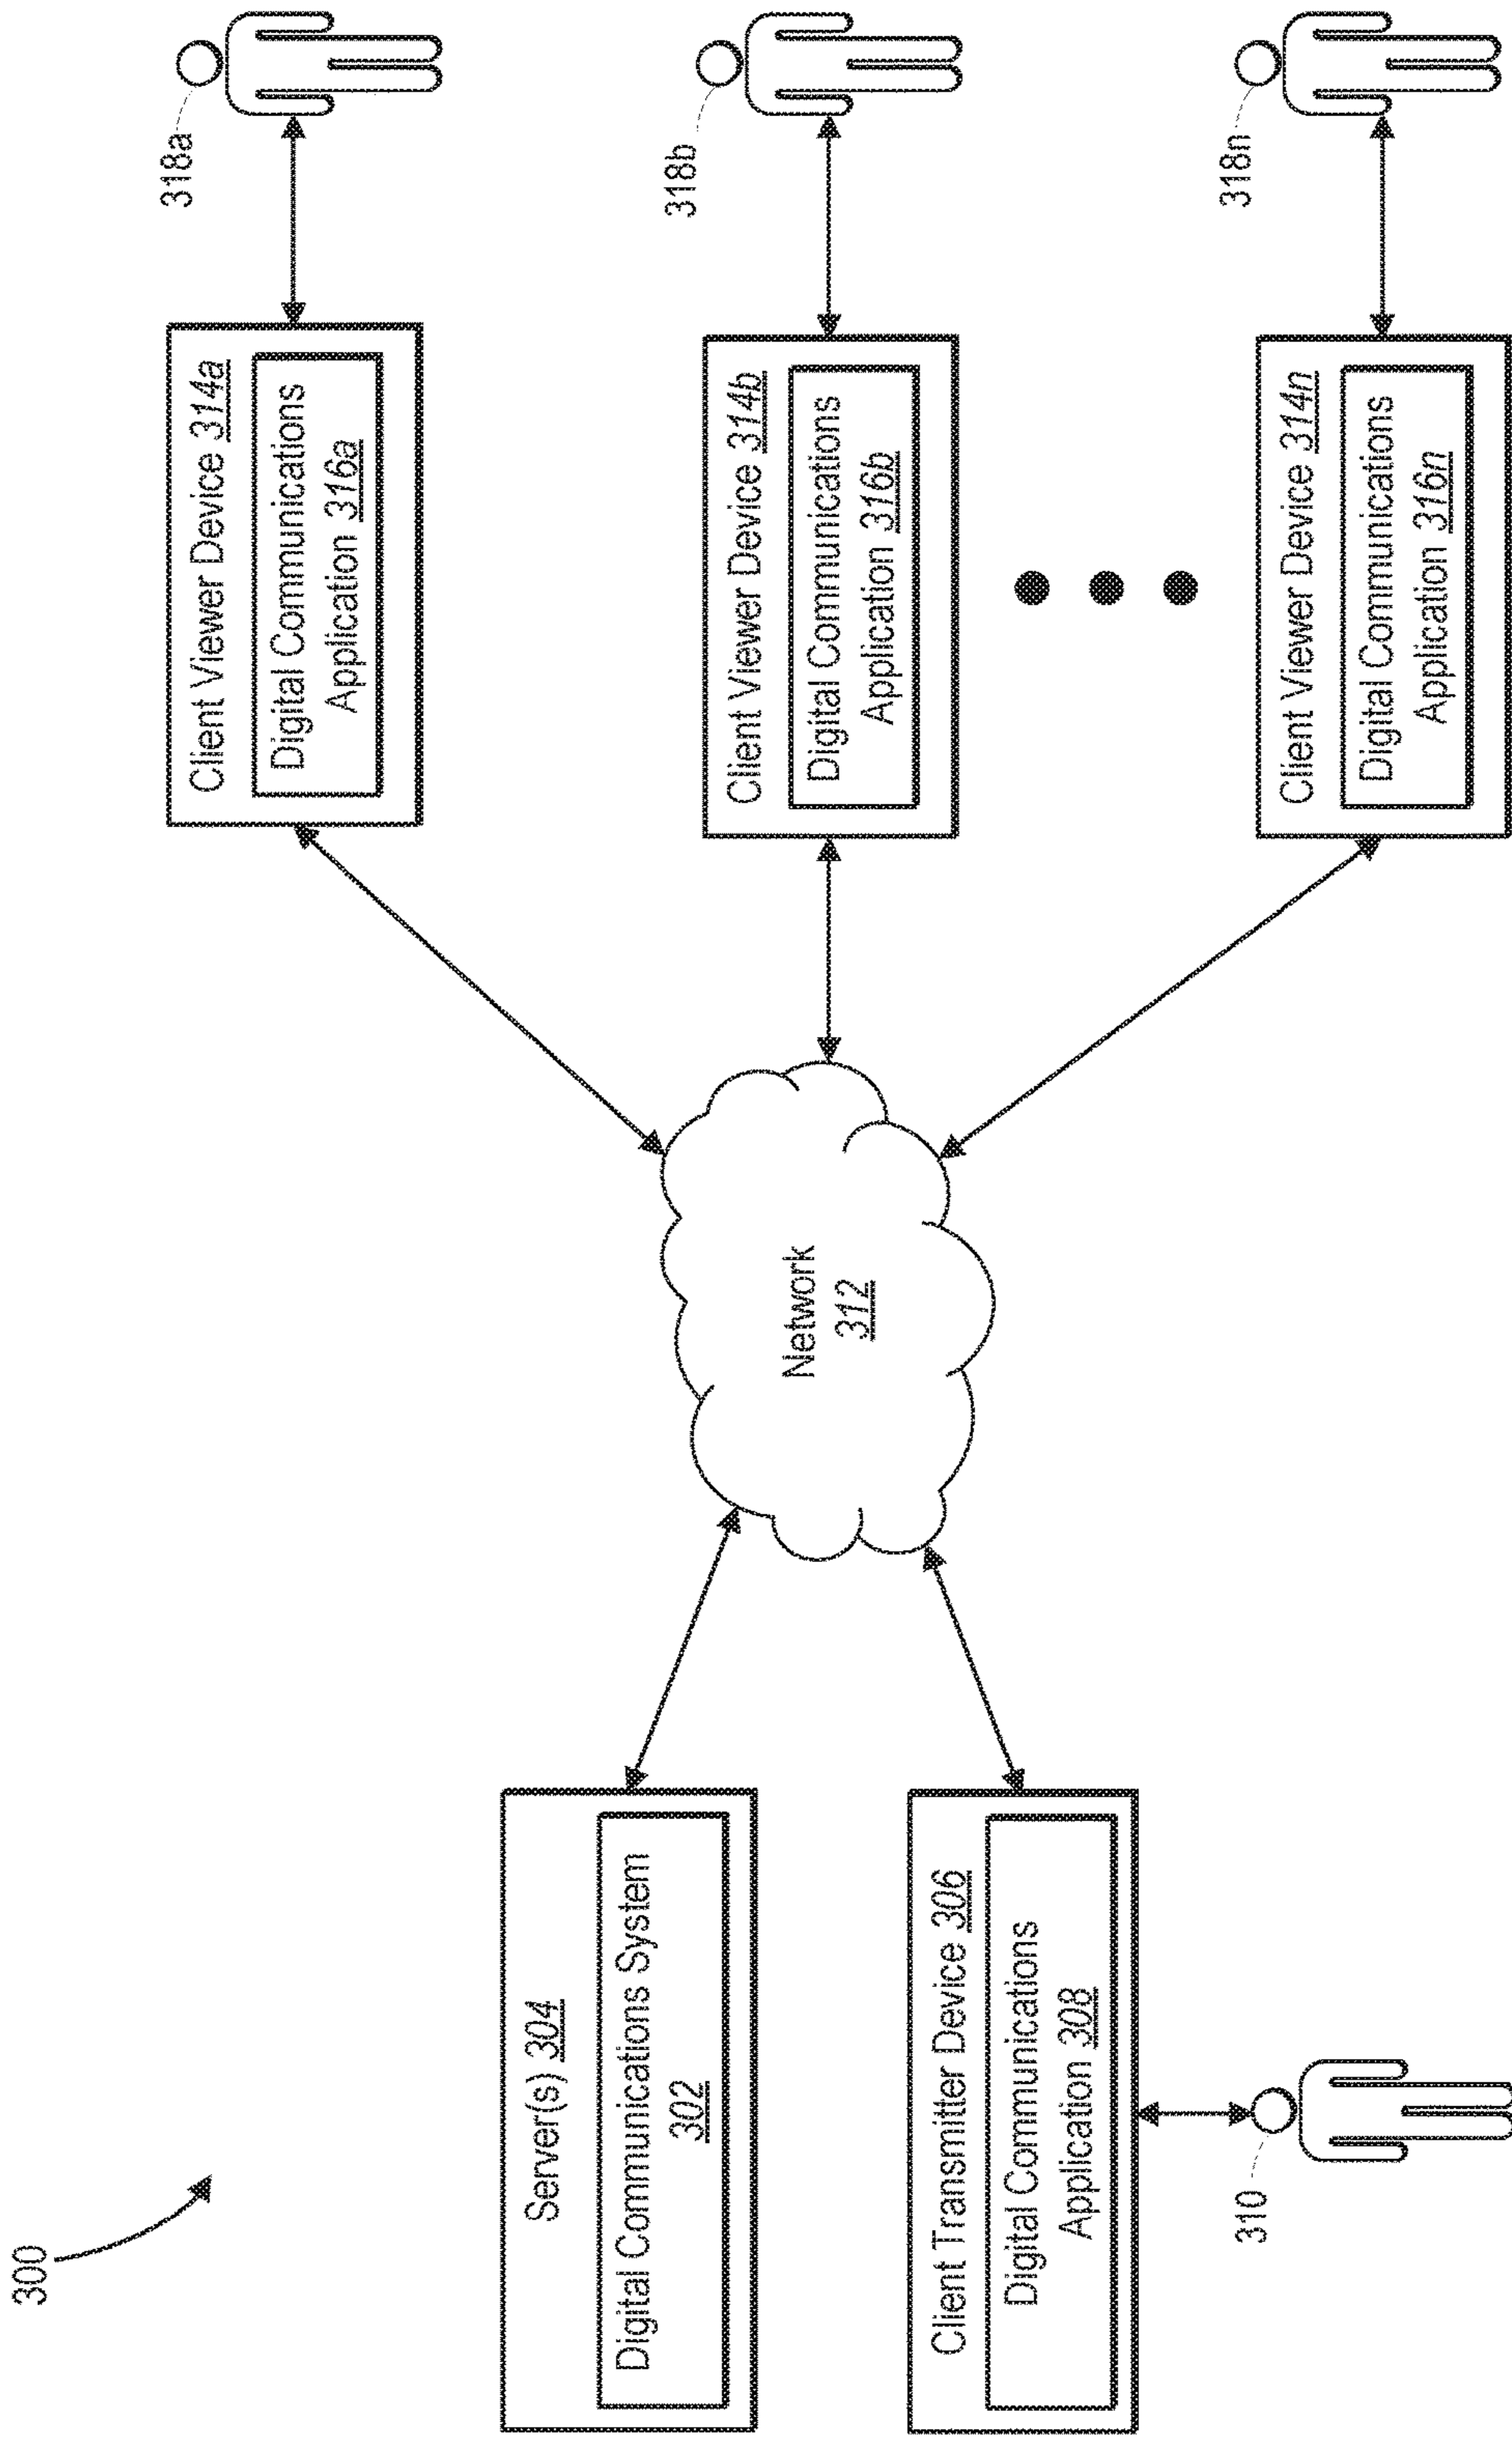 300
Server(s) 304
Digital Communications System
302
Client Transmitter Device 306
Digital Communications
Application 308
310
Network
312
Client Viewer Device 314a
Digital Communications
Application 316a
318a
Client Viewer Device 314b
Digital Communications
Application 316b
318b
Client Viewer Device 314n
Digital Communications
Application 316n
318n